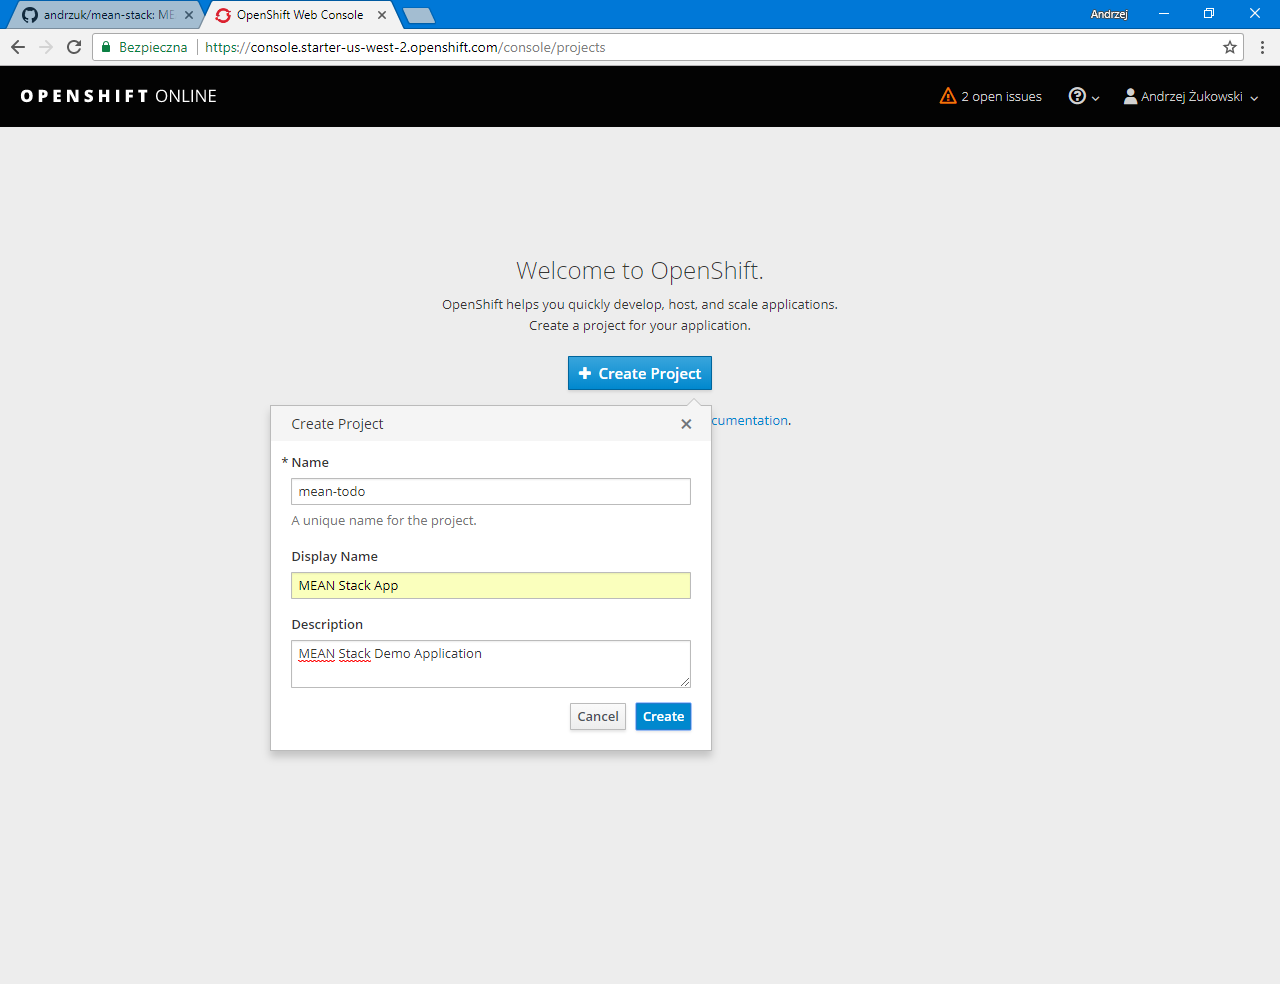 andrzuk/mean-stack: ME
OpenShift Web Console
Andrzej
Bezpieczna
https://console.starter-us-west-2.openshift.com/console/projects
OPENSHIFT ONLINE
2 open issues
Andrzej Żukowski
Welcome to OpenShift.
OpenShift helps you quickly develop, host, and scale applications.
Create a project for your application.
+ Create Project
cumentation.
Create Project
* Name
mean-todo
A unique name for the project.
Display Name
MEAN Stack App
Description
MEAN Stack Demo Application
Cancel
Create